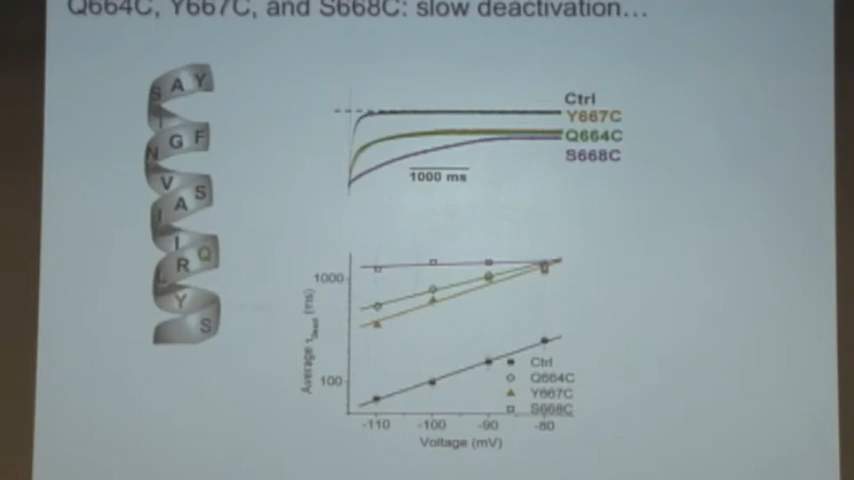 Q664C, Y667C, and S668C: slow deactivation…
S A Y
I
N G F
V
I A S
I
L R Q
Y
S
Ctrl
Y667C
Q664C
S668C
1000 ms
Average τ (ms)
1000
100
Ctrl
Q664C
Y667C
S668C
-110 -100 -90 -80
Voltage (mV)